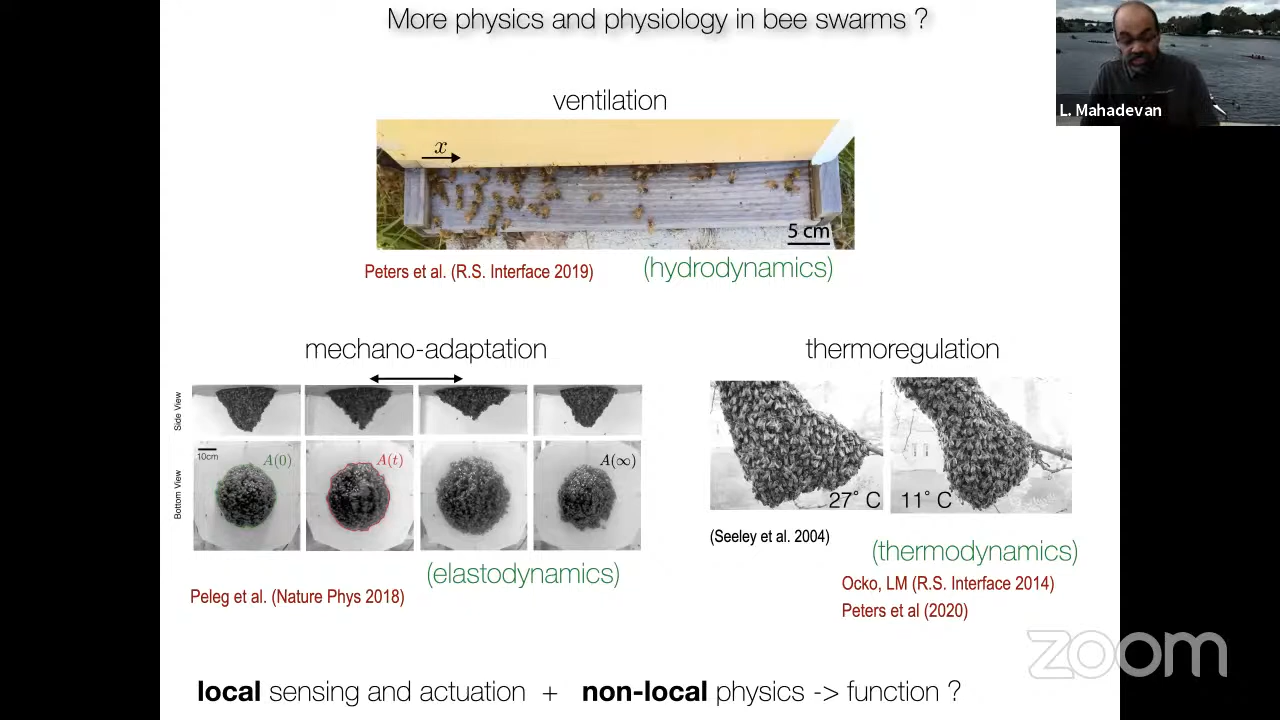 More physics and physiology in bee swarms ?
L. Mahadevan
ventilation
x
5 cm
Peters et al. (R.S. Interface 2019)
(hydrodynamics)
mechano-adaptation
thermoregulation
Side View
Bottom View
10cm
A(0)
A(t)
A(∞)
27° C
11° C
(Seeley et al. 2004)
(elastodynamics)
(thermodynamics)
Peleg et al. (Nature Phys 2018)
Ocko, LM (R.S. Interface 2014)
Peters et al (2020)
zoom
local sensing and actuation + non-local physics -> function ?